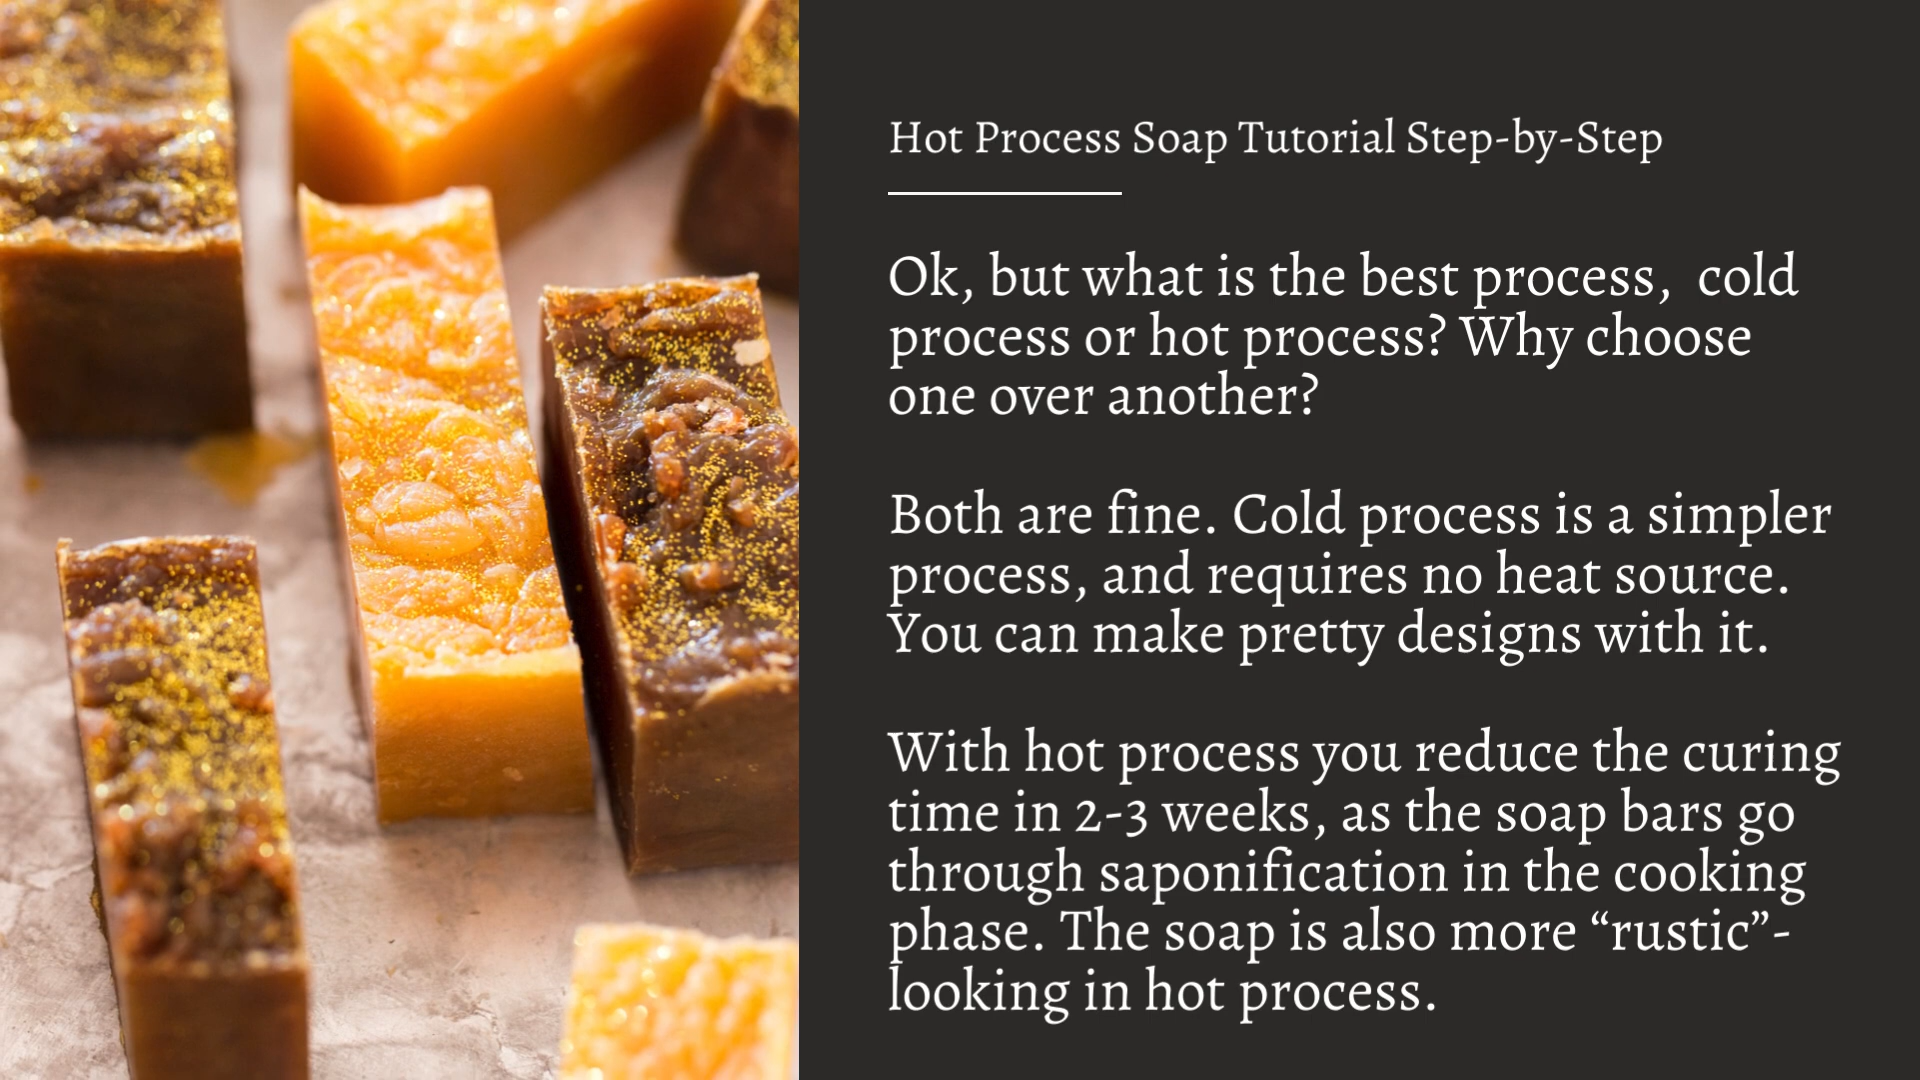 Hot Process Soap Tutorial Step-by-Step
Ok, but what is the best process,  cold
process or hot process? Why choose
one over another?
Both are fine. Cold process is a simpler
process, and requires no heat source.
You can make pretty designs with it.
With hot process you reduce the curing
time in 2-3 weeks, as the soap bars go
through saponification in the cooking
phase. The soap is also more “rustic”-
looking in hot process.